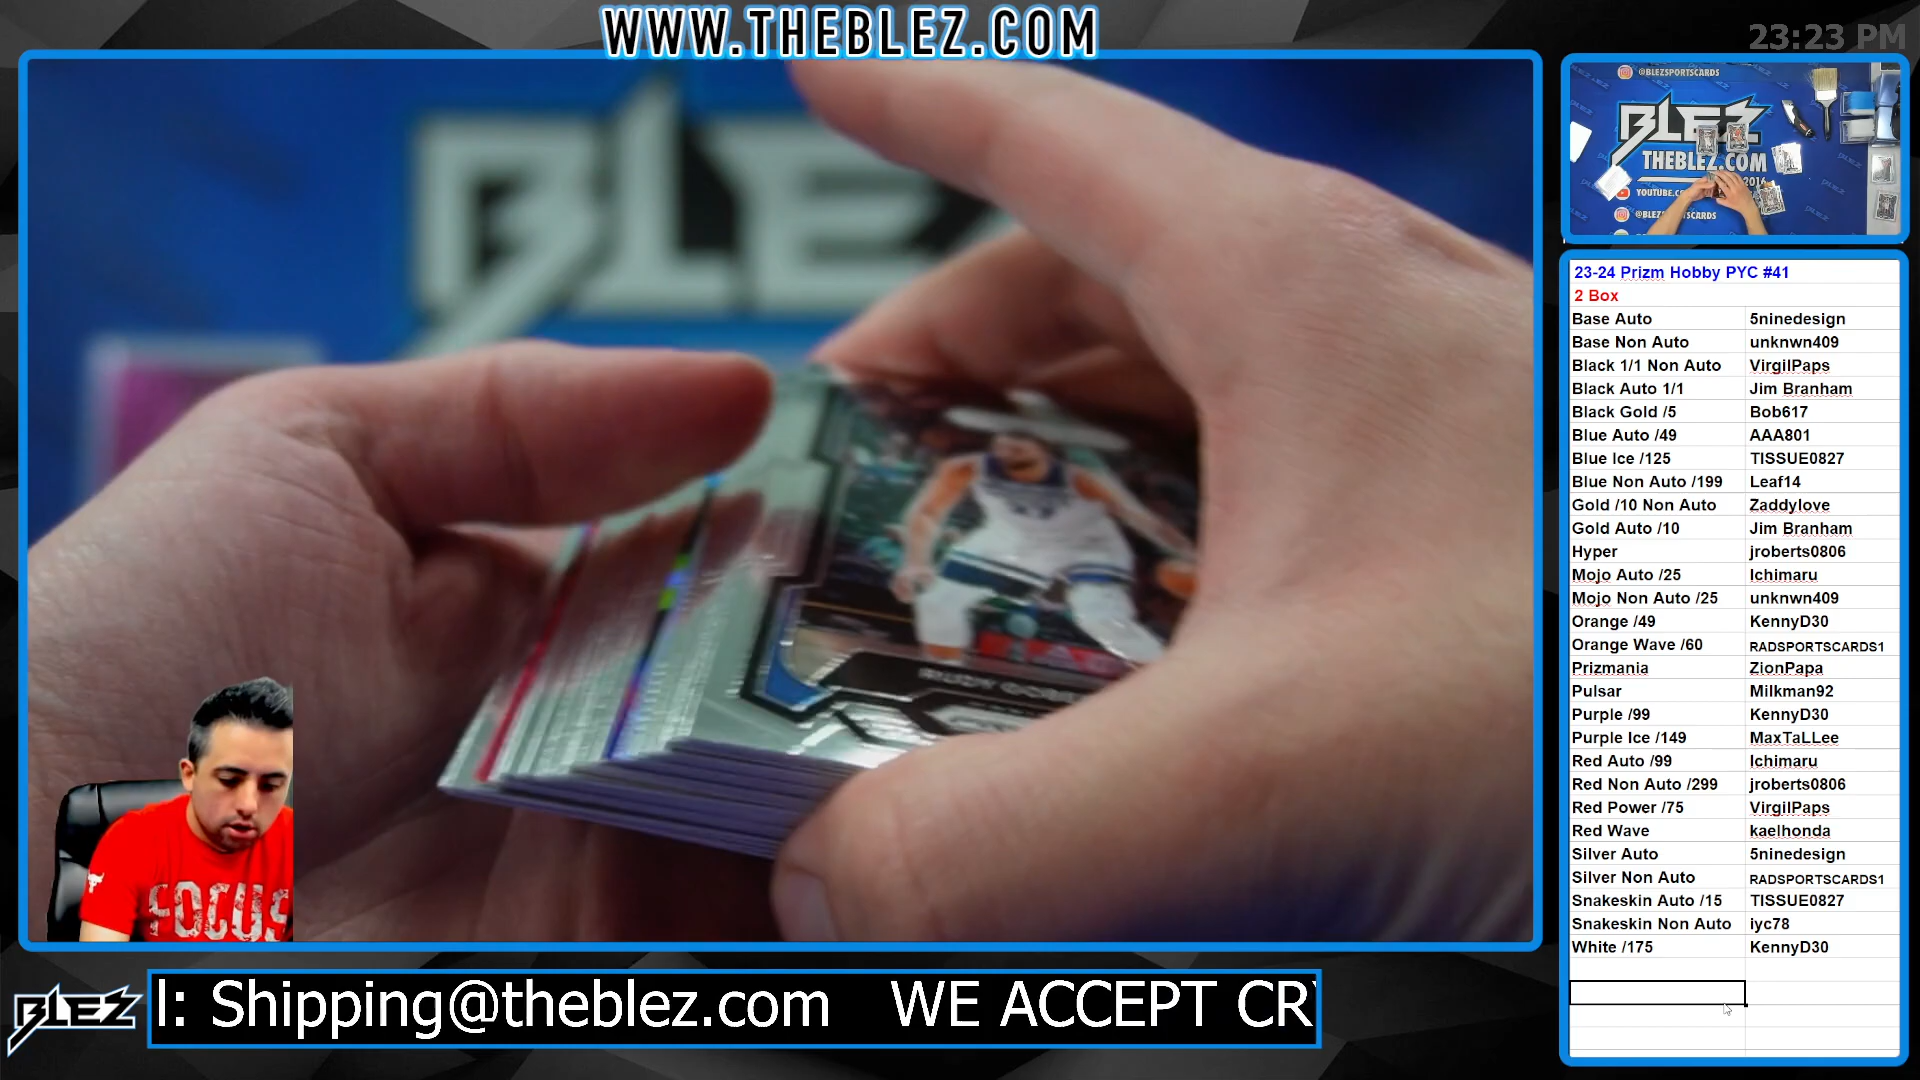 WWW.THEBLEZ.COM
23:23 PM
BLEZ
@BLEZSPORTSCARDS
BLEZ
THEBLEZ.COM
2016
YOUTUBE.CO
23-24 Prizm Hobby PYC #41
2 Box
Base Auto 5ninedesign
Base Non Auto unknwn409
Black 1/1 Non Auto VirgilPaps
Black Auto 1/1 Jim Branham
Black Gold /5 Bob617
Blue Auto /49 AAA801
Blue Ice /125 TISSUE0827
Blue Non Auto /199 Leaf14
Gold /10 Non Auto Zaddylove
Gold Auto /10 Jim Branham
Hyper jroberts0806
Mojo Auto /25 Ichimaru
Mojo Non Auto /25 unknwn409
Orange /49 KennyD30
Orange Wave /60 RADSPORTSCARDS1
Prizmania ZionPapa
Pulsar Milkman92
Purple /99 KennyD30
Purple Ice /149 MaxTaLLee
Red Auto /99 Ichimaru
Red Non Auto /299 jroberts0806
Red Power /75 VirgilPaps
Red Wave kaelhonda
Silver Auto 5ninedesign
Silver Non Auto RADSPORTSCARDS1
Snakeskin Auto /15 TISSUE0827
Snakeskin Non Auto iyc78
White /175 KennyD30
RUDY
FOCUS
BLEZ
l: Shipping@theblez.com WE ACCEPT CR